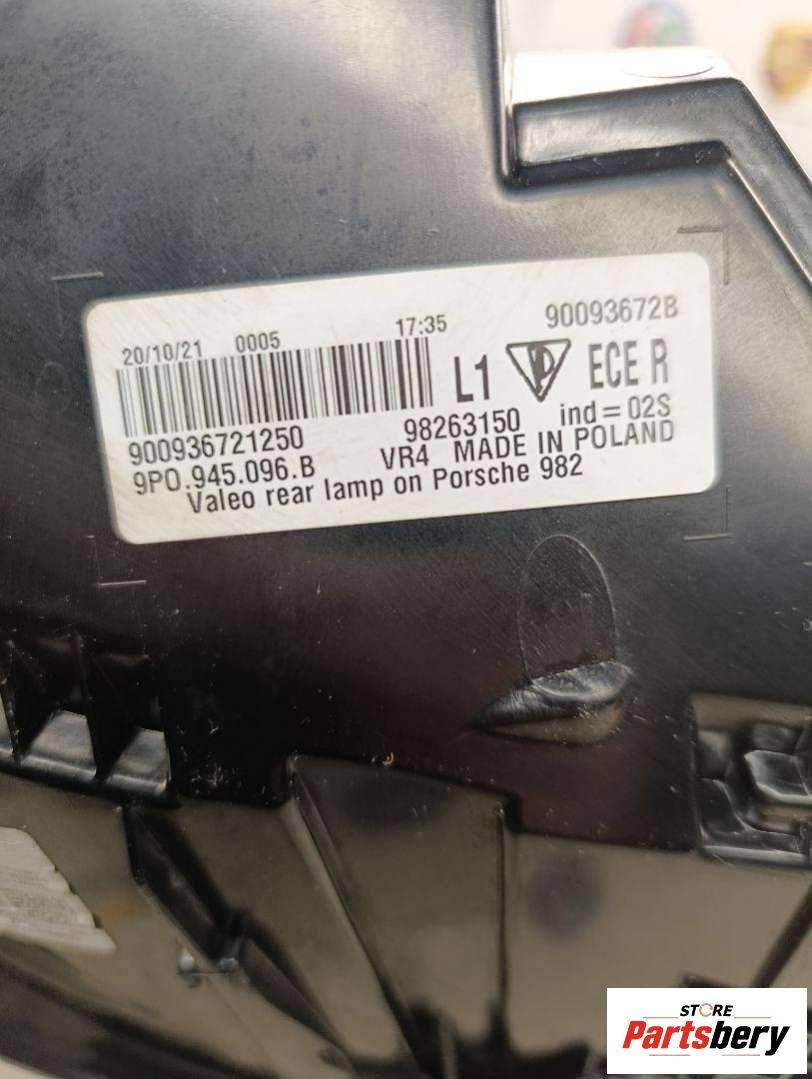 20/10/21 0005 17:35 90093672B
L1 ECE R
900936721250 98263150 ind = 02S
9P0.945.096.B VR4 MADE IN POLAND
Valeo rear lamp on Porsche 982
STORE
Partsbery